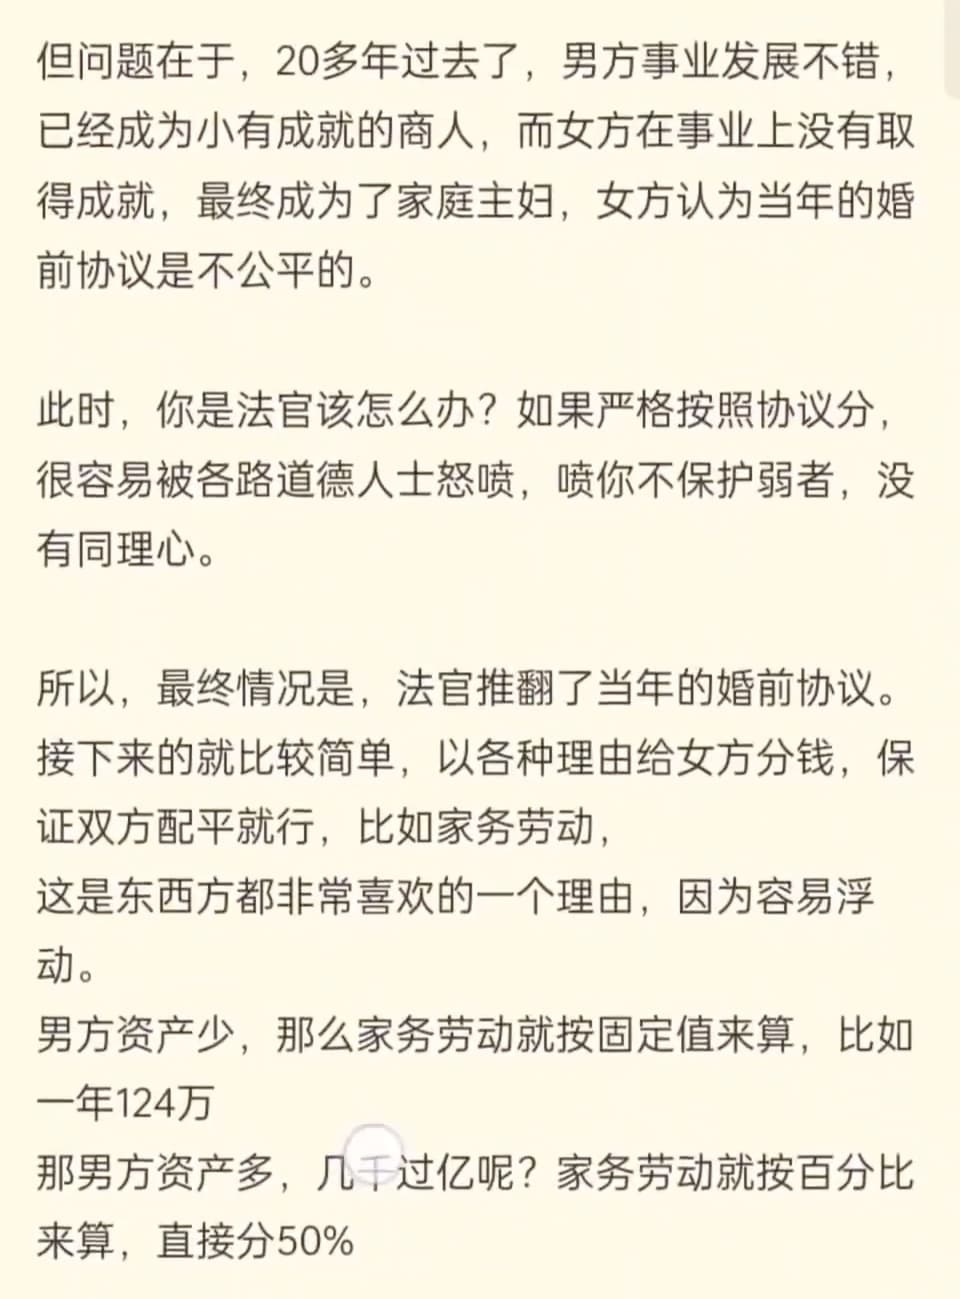 但问题在于，20多年过去了，男方事业发展不错，
已经成为小有成就的商人，而女方在事业上没有取
得成就，最终成为了家庭主妇，女方认为当年的婚
前协议是不公平的。
此时，你是法官该怎么办？如果严格按照协议分，
很容易被各路道德人士怒喷，喷你不保护弱者，没
有同理心。
所以，最终情况是，法官推翻了当年的婚前协议。
接下来的就比较简单，以各种理由给女方分钱，保
证双方配平就行，比如家务劳动，
这是东西方都非常喜欢的一个理由，因为容易浮
动。
男方资产少，那么家务劳动就按固定值来算，比如
一年124万
那男方资产多，几千过亿呢？家务劳动就按百分比
来算，直接分50%